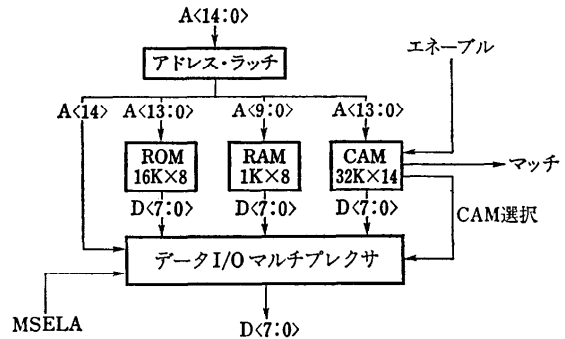 A<14:0>
エネーブル
アドレス・ラッチ
A<14> A<13:0> A<9:0> A<13:0>
ROM
16K×8
RAM
1K×8
CAM
32K×14
マッチ
D<7:0> D<7:0> D<7:0>
CAM選択
データI/Oマルチプレクサ
MSELA
D<7:0>